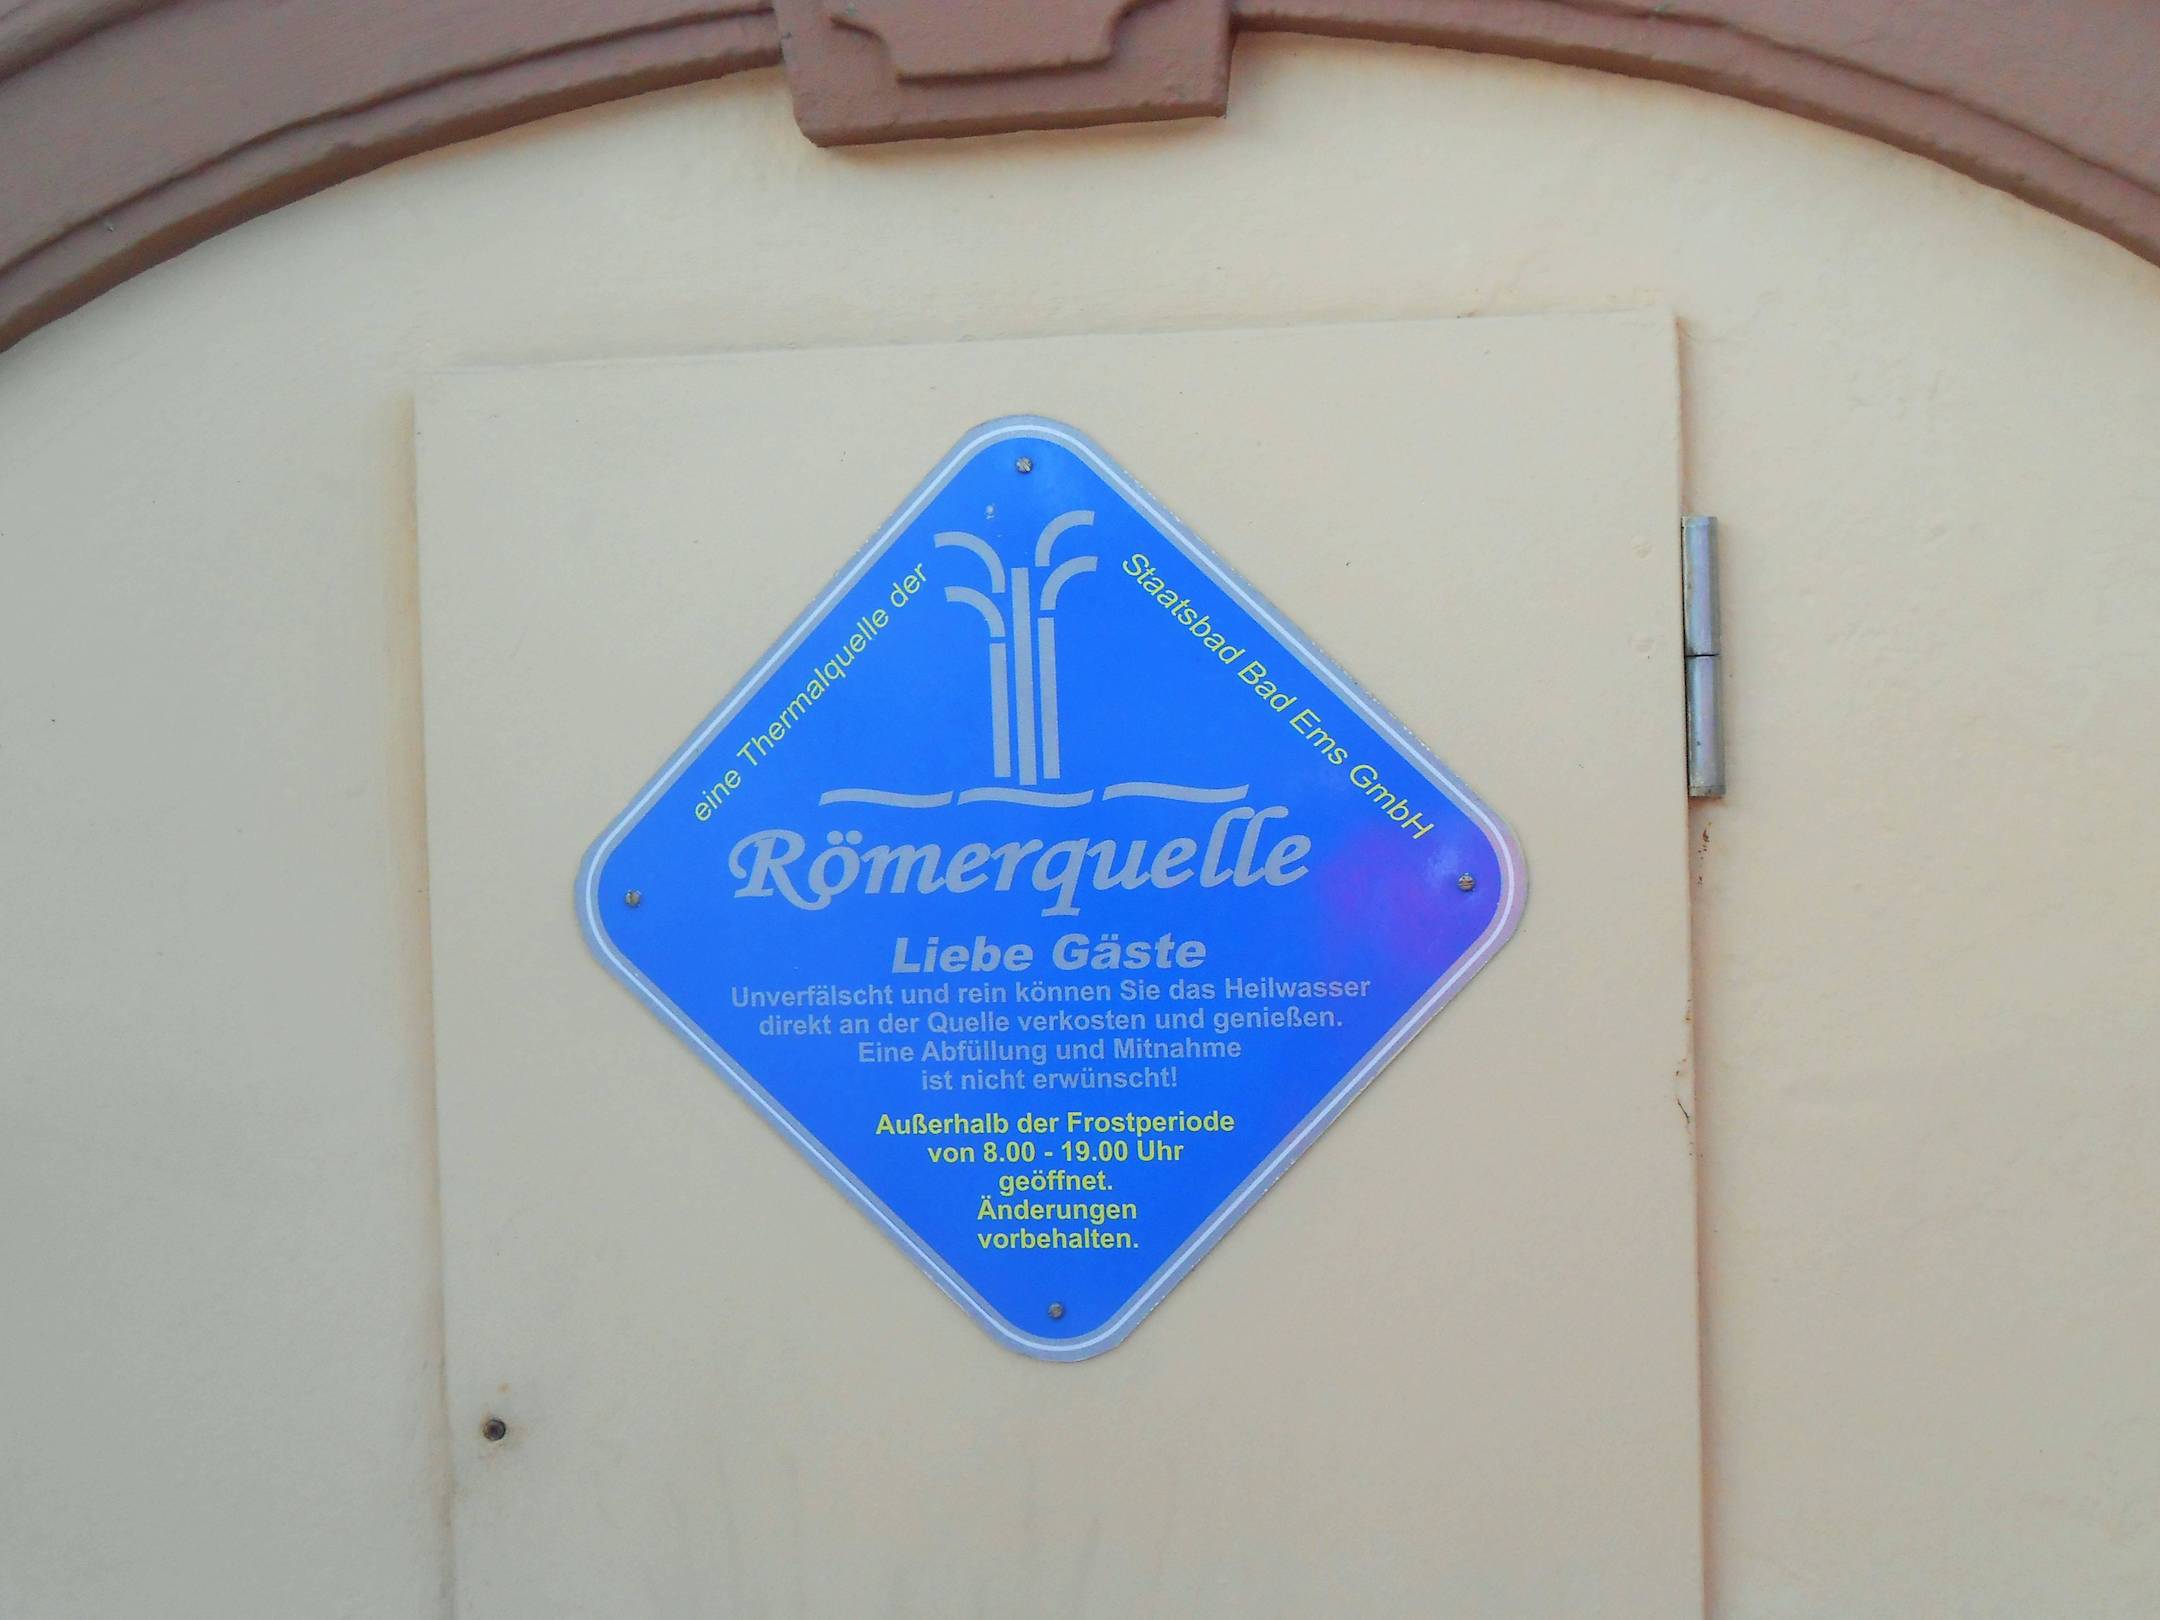 eine Thermalquelle der
Staatsbad Bad Ems GmbH
Römerquelle
Liebe Gäste
Unverfälscht und rein können Sie das Heilwasser
direkt an der Quelle verkosten und genießen.
Eine Abfüllung und Mitnahme
ist nicht erwünscht!
Außerhalb der Frostperiode
von 8.00 - 19.00 Uhr
geöffnet.
Änderungen
vorbehalten.